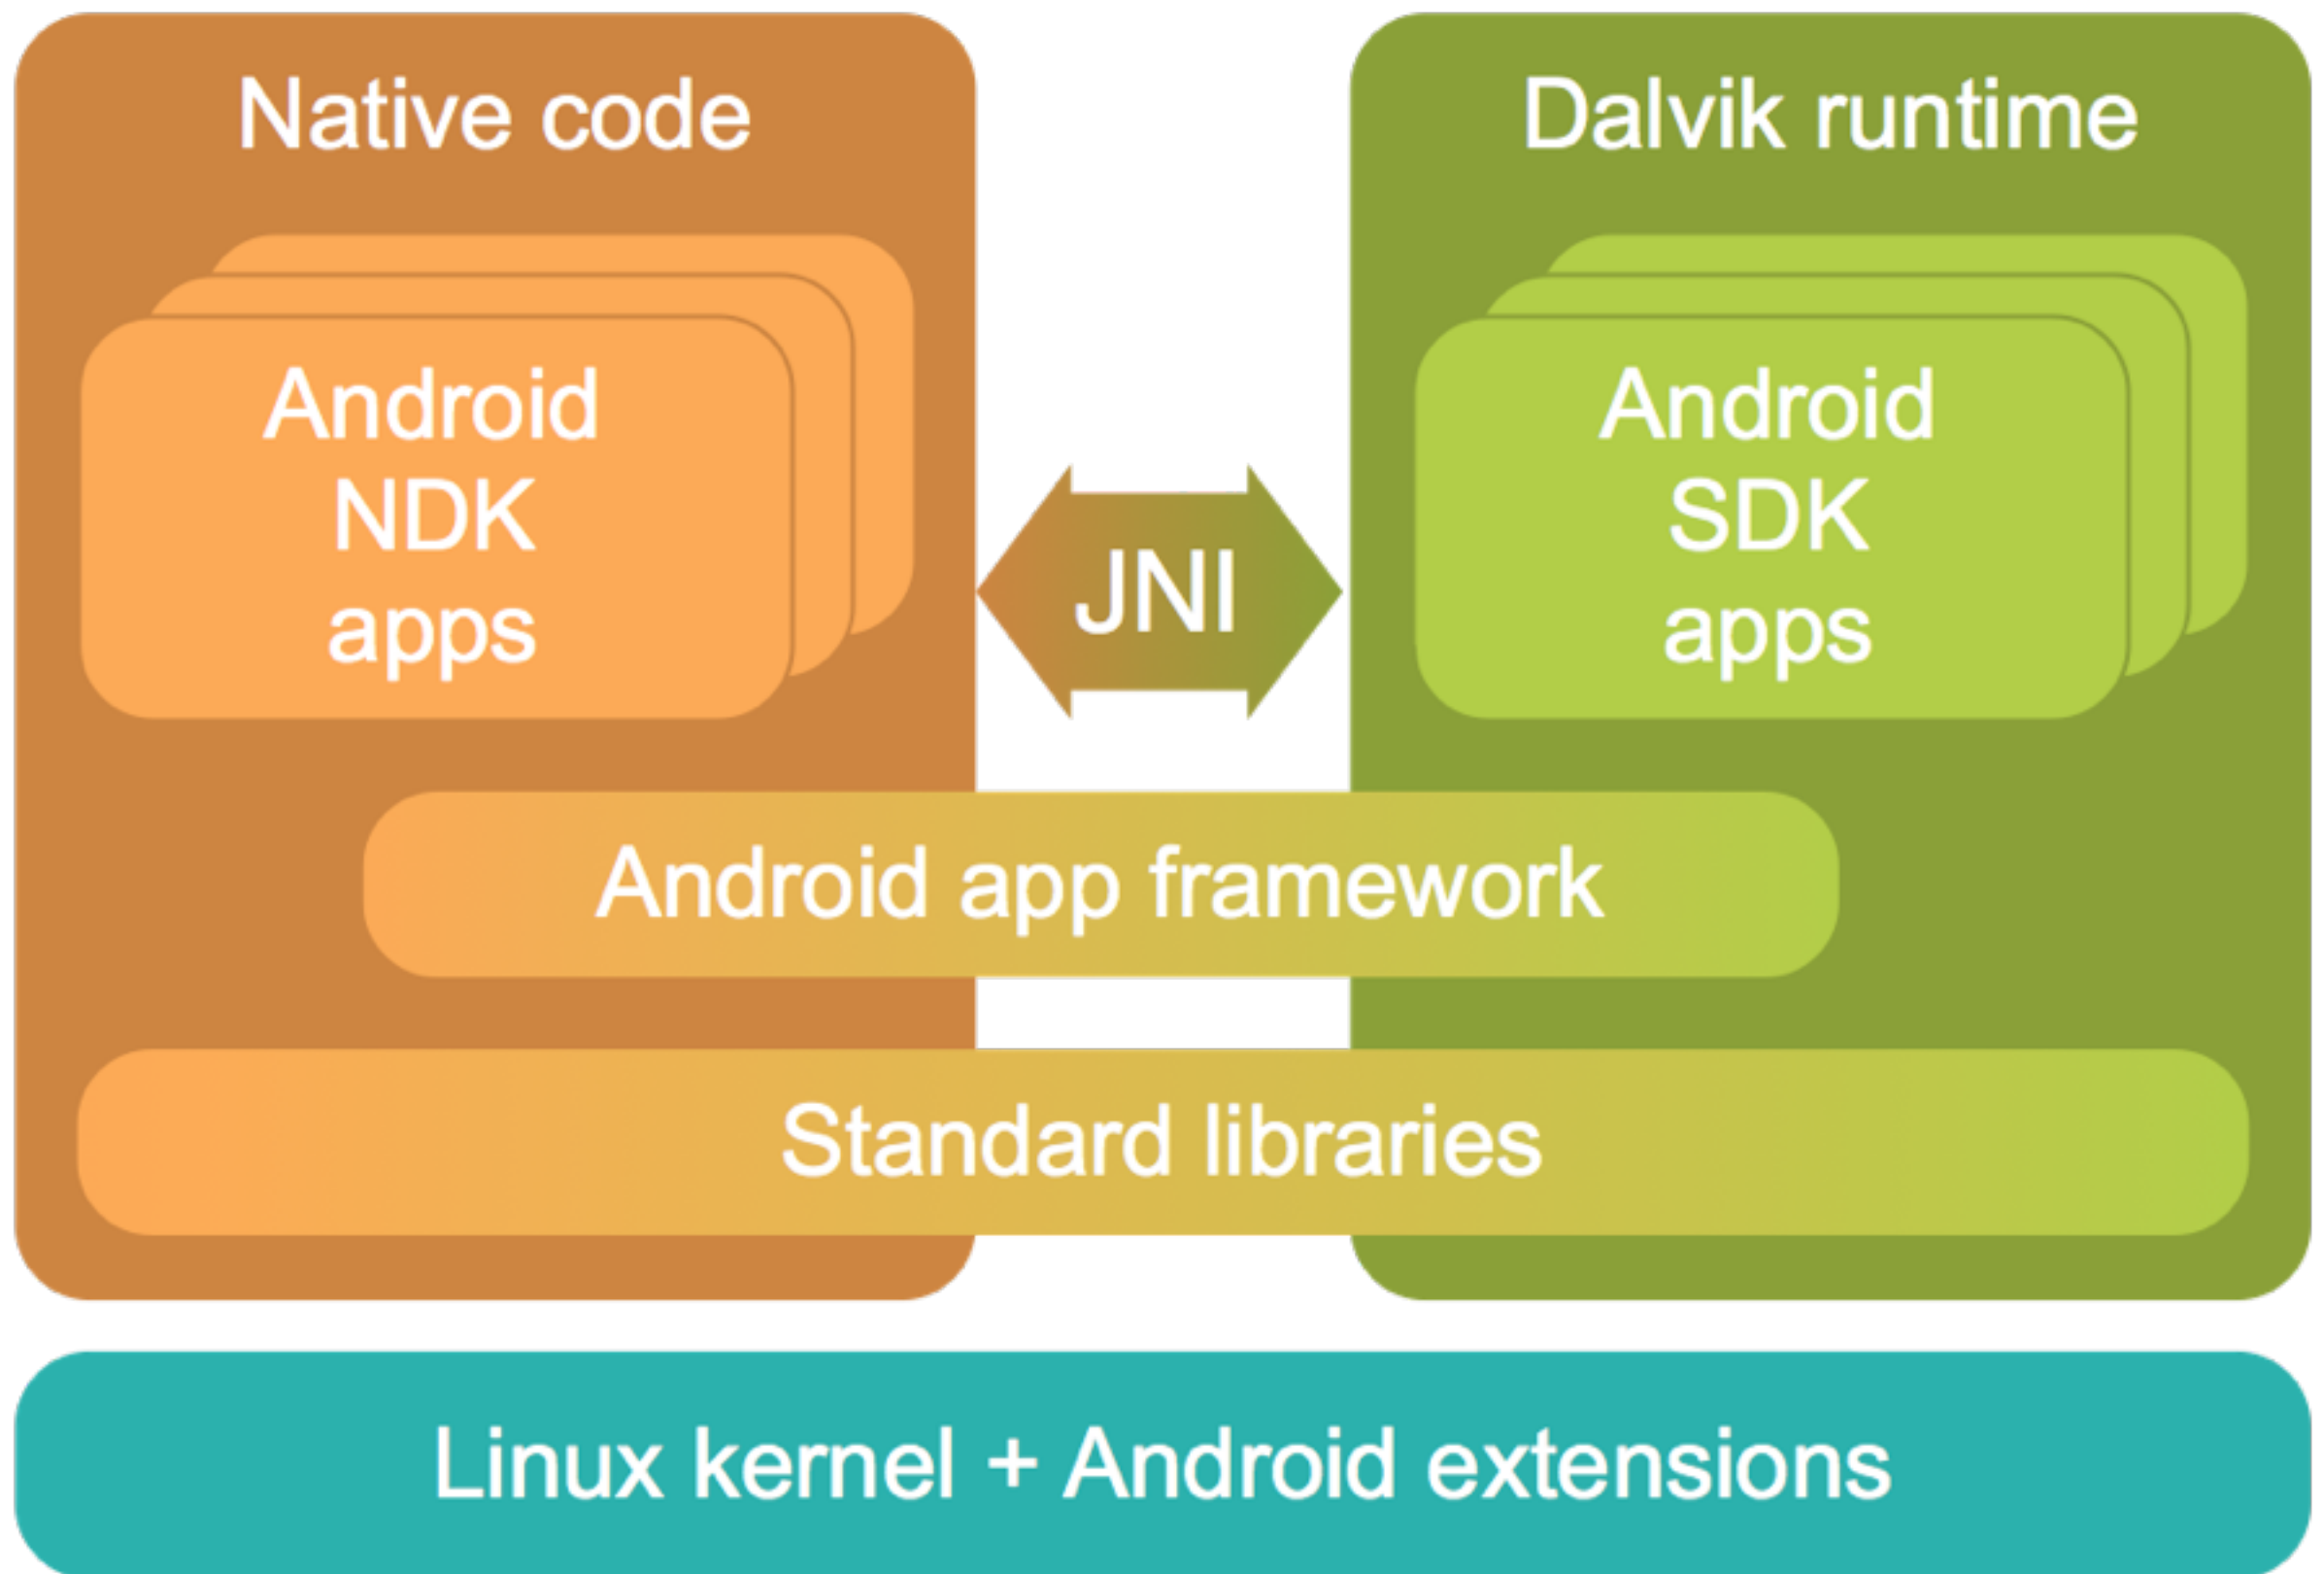 Native code
Dalvik runtime
Android
NDK
apps
JNI
Android
SDK
apps
Android app framework
Standard libraries
Linux kernel + Android extensions